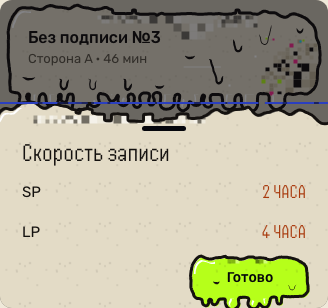 Без подписи №3
Сторона A • 46 мин
Скорость записи
SP 2 ЧАСА
LP 4 ЧАСА
Готово